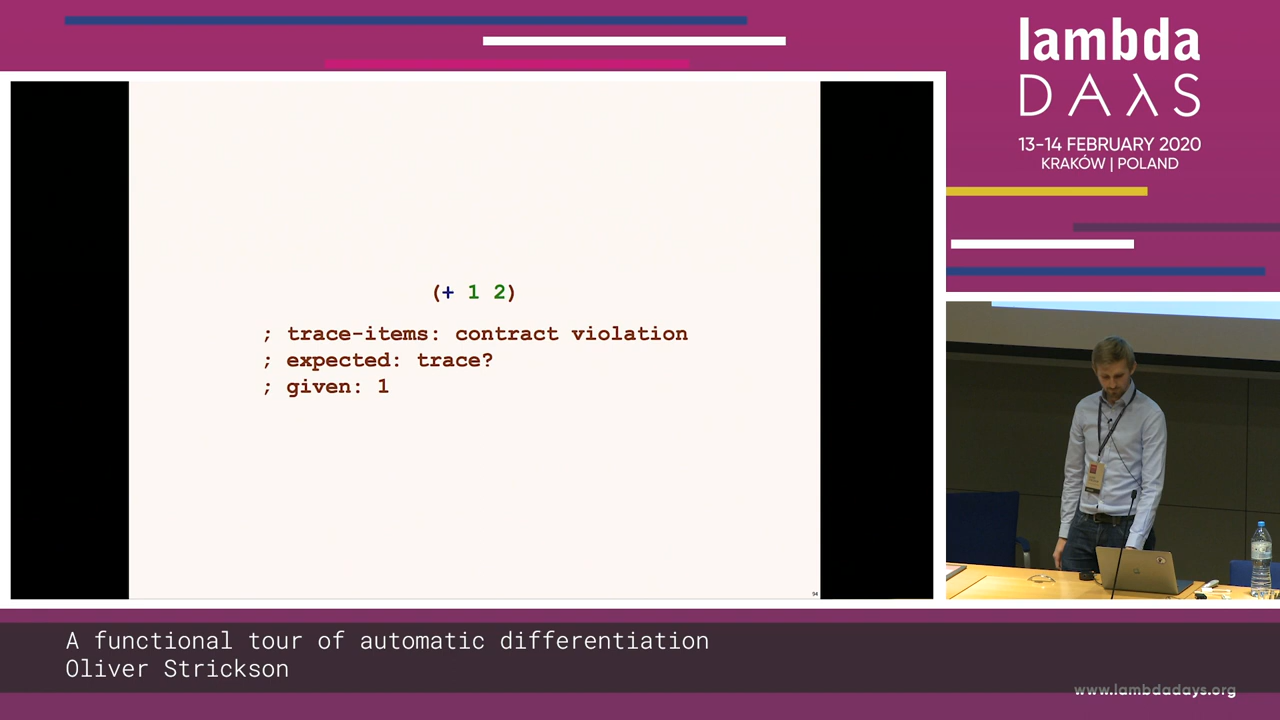 lambda
DAλS
13-14 FEBRUARY 2020
KRAKÓW | POLAND
(+ 1 2)
; trace-items: contract violation
; expected: trace?
; given: 1
94
A functional tour of automatic differentiation
Oliver Strickson
www.lambdadays.org